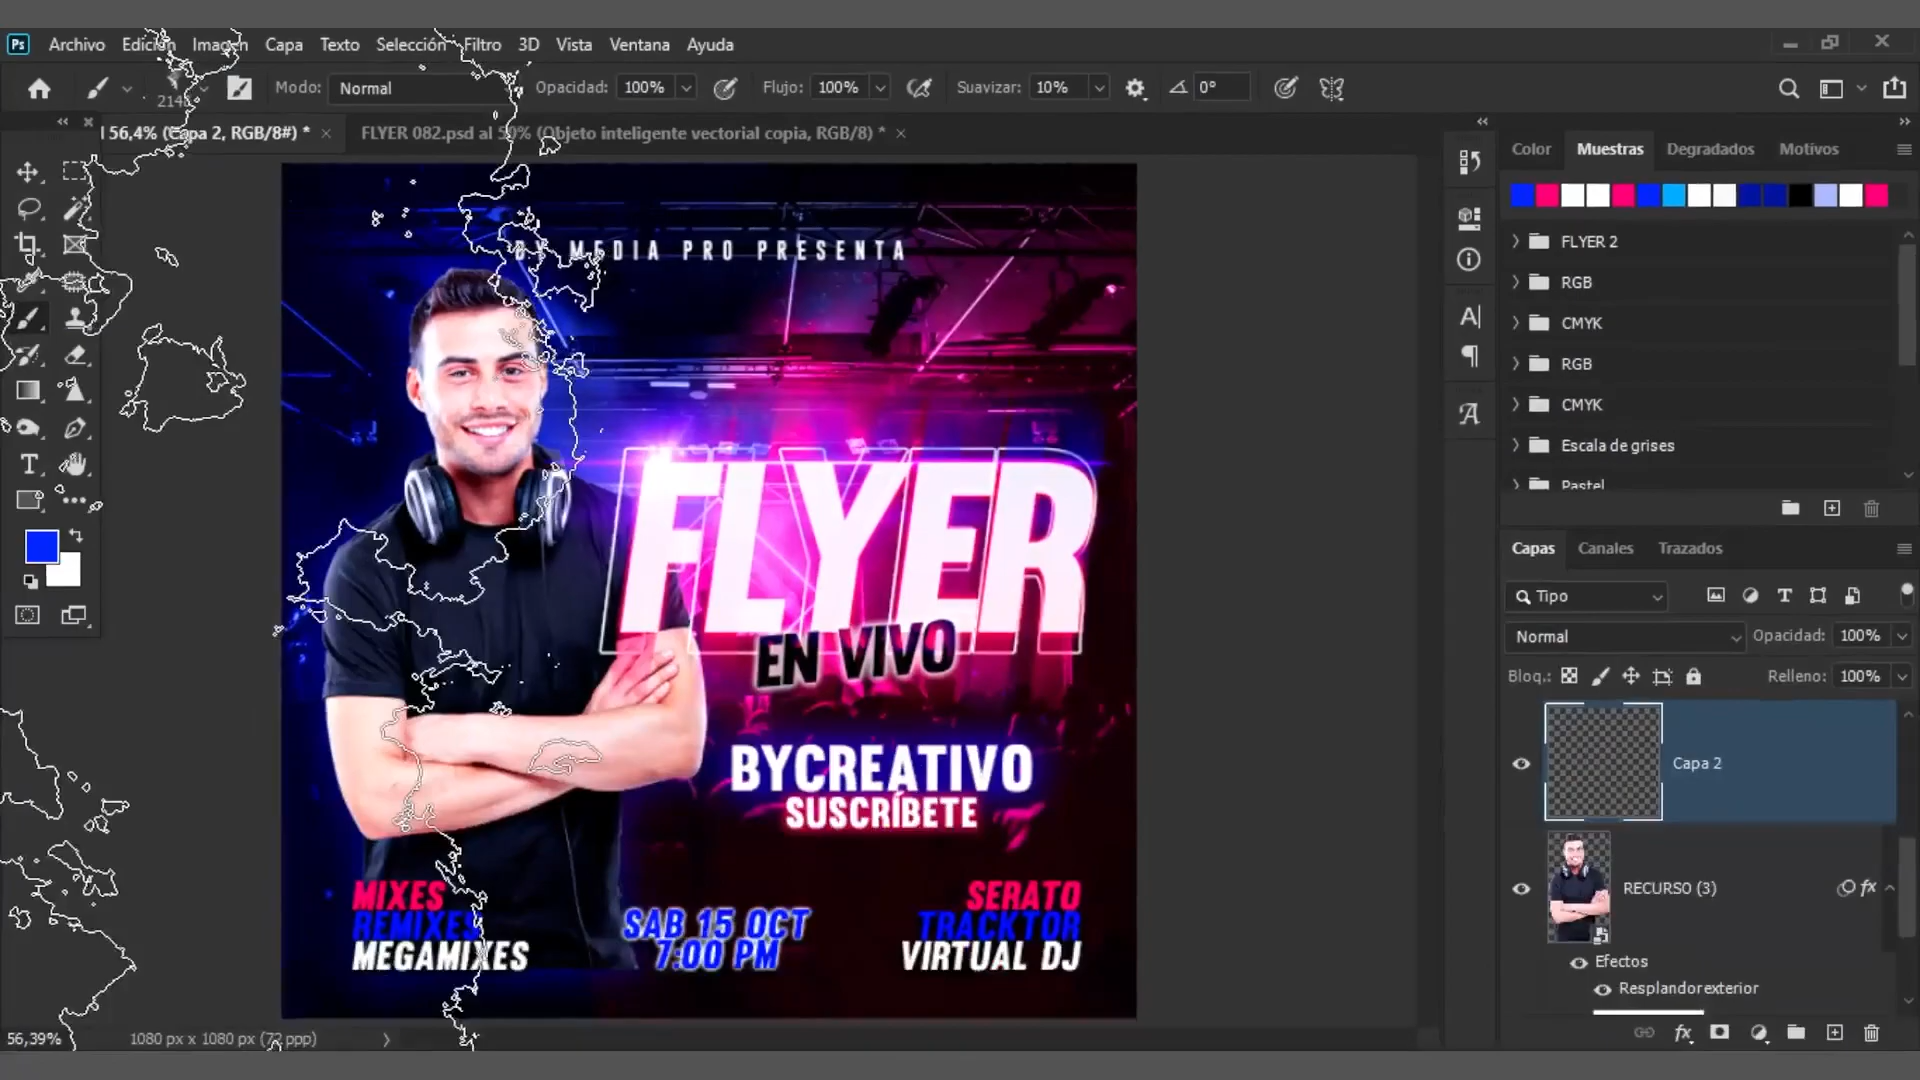 Ps Archivo Edición Imagen Capa Texto Selección Filtro 3D Vista Ventana Ayuda
Modo: Normal Opacidad: 100% Flujo: 100% Suavizar: 10% 0°
l 56,4% (Capa 2, RGB/8#) * × FLYER 082.psd al 50% (Objeto inteligente vectorial copia, RGB/8) * ×
BY MEDIA PRO PRESENTA
FLYER
EN VIVO
BYCREATIVO
SUSCRÍBETE
MIXES
REMIXES
MEGAMIXES
SAB 15 OCT
7:00 PM
SERATO
TRACKTOR
VIRTUAL DJ
56,39% 1080 px x 1080 px (72 ppp)
Color Muestras Degradados Motivos
FLYER 2
RGB
CMYK
RGB
CMYK
Escala de grises
Pastel
Capas Canales Trazados
Tipo
Normal Opacidad: 100%
Bloq.: Relleno: 100%
Capa 2
RECURSO (3) fx
Efectos
Resplandor exterior
fx